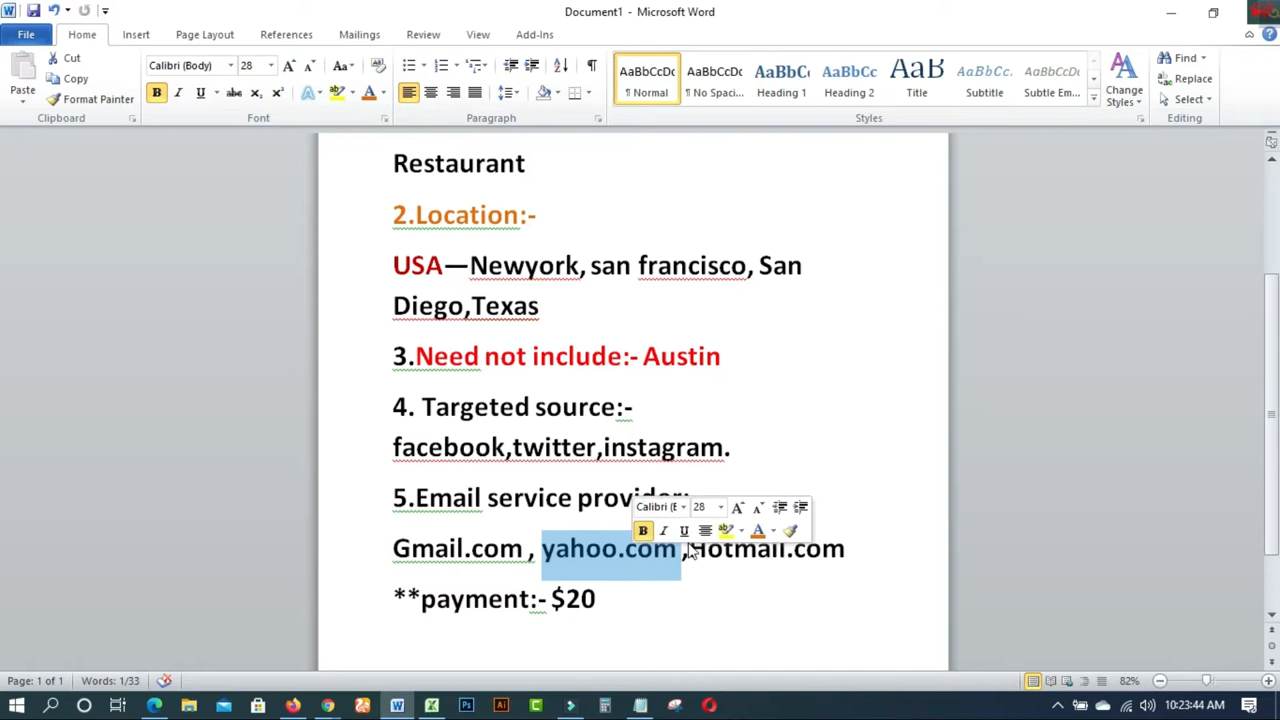 Document1 - Microsoft Word
File Home Insert Page Layout References Mailings Review View Add-Ins
Cut
Copy
Format Painter
Paste
Clipboard
Calibri (Body) 28
Font
Paragraph
AaBbCcDc AaBbCcDc AaBbC AaBbCc AaB AaBbCc. AaBbCcDc
¶ Normal ¶ No Spaci... Heading 1 Heading 2 Title Subtitle Subtle Em...
Styles
Change
Styles
Find
Replace
Select
Editing
Restaurant
2.Location:-
USA—Newyork, san francisco, San
Diego,Texas
3.Need not include:- Austin
4. Targeted source:-
facebook,twitter,instagram.
5.Email service provider:-
Calibri (E 28
Gmail.com , yahoo.com ,Hotmail.com
**payment:- $20
Page: 1 of 1 Words: 1/33 82%
10:23:44 AM